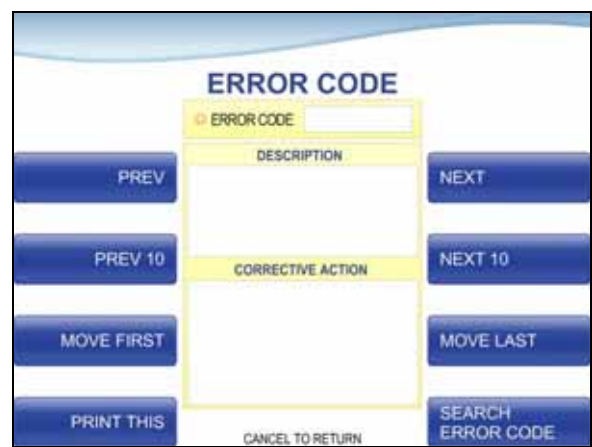 ERROR CODE
ERROR CODE
DESCRIPTION
PREV
NEXT
PREV 10
NEXT 10
CORRECTIVE ACTION
MOVE FIRST
MOVE LAST
PRINT THIS
SEARCH
ERROR CODE
CANCEL TO RETURN